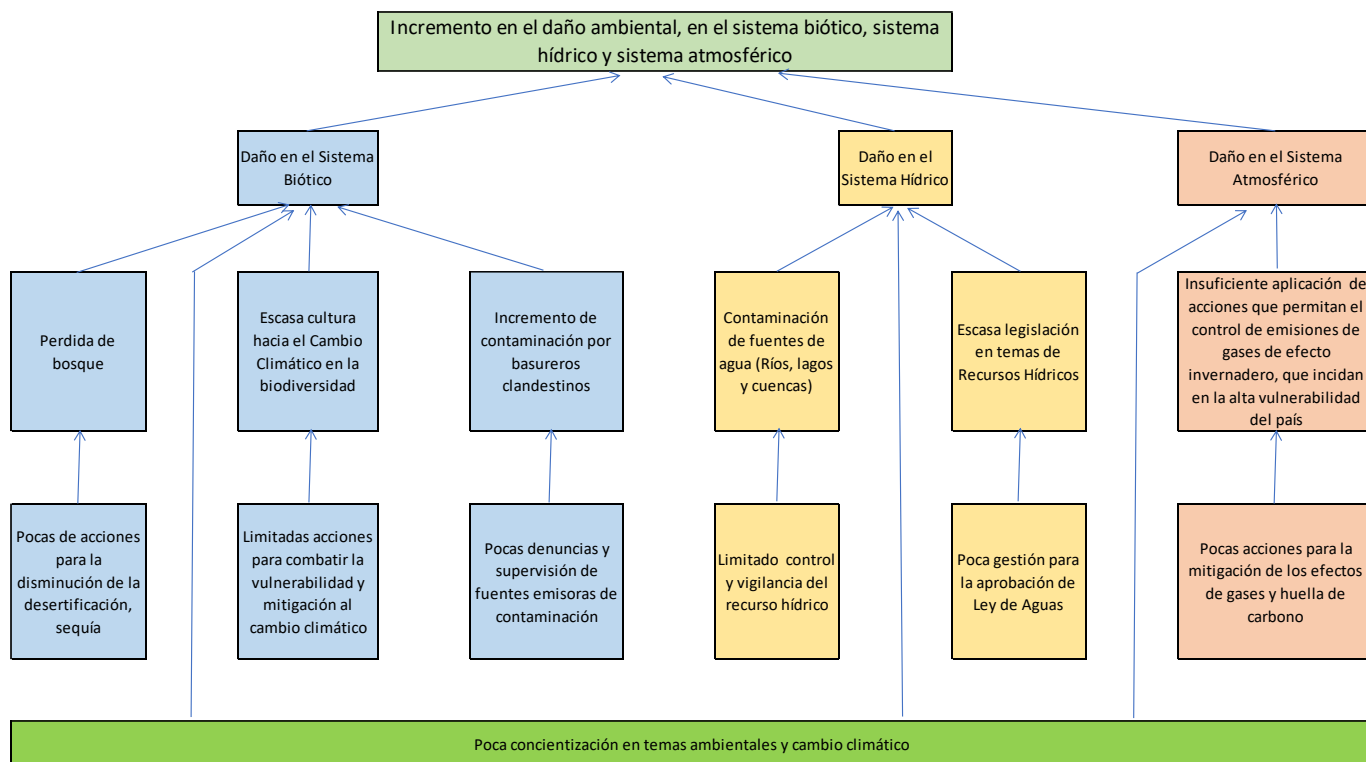 Incremento en el daño ambiental, en el sistema biótico, sistema
hídrico y sistema atmosférico
Daño en el Sistema
Biótico
Daño en el
Sistema Hídrico
Daño en el Sistema
Atmosférico
Perdida de
bosque
Escasa cultura
hacia el Cambio
Climático en la
biodiversidad
Incremento de
contaminación por
basureros
clandestinos
Contaminación
de fuentes de
agua (Ríos, lagos
y cuencas)
Escasa legislación
en temas de
Recursos Hídricos
Insuficiente aplicación de
acciones que permitan el
control de emisiones de
gases de efecto
invernadero, que incidan
en la alta vulnerabilidad
del país
Pocas de acciones
para la
disminución de la
desertificación,
sequía
Limitadas acciones
para combatir la
vulnerabilidad y
mitigación al
cambio climático
Pocas denuncias y
supervisión de
fuentes emisoras de
contaminación
Limitado control
y vigilancia del
recurso hídrico
Poca gestión para
la aprobación de
Ley de Aguas
Pocas acciones para la
mitigación de los efectos
de gases y huella de
carbono
Poca concientización en temas ambientales y cambio climático